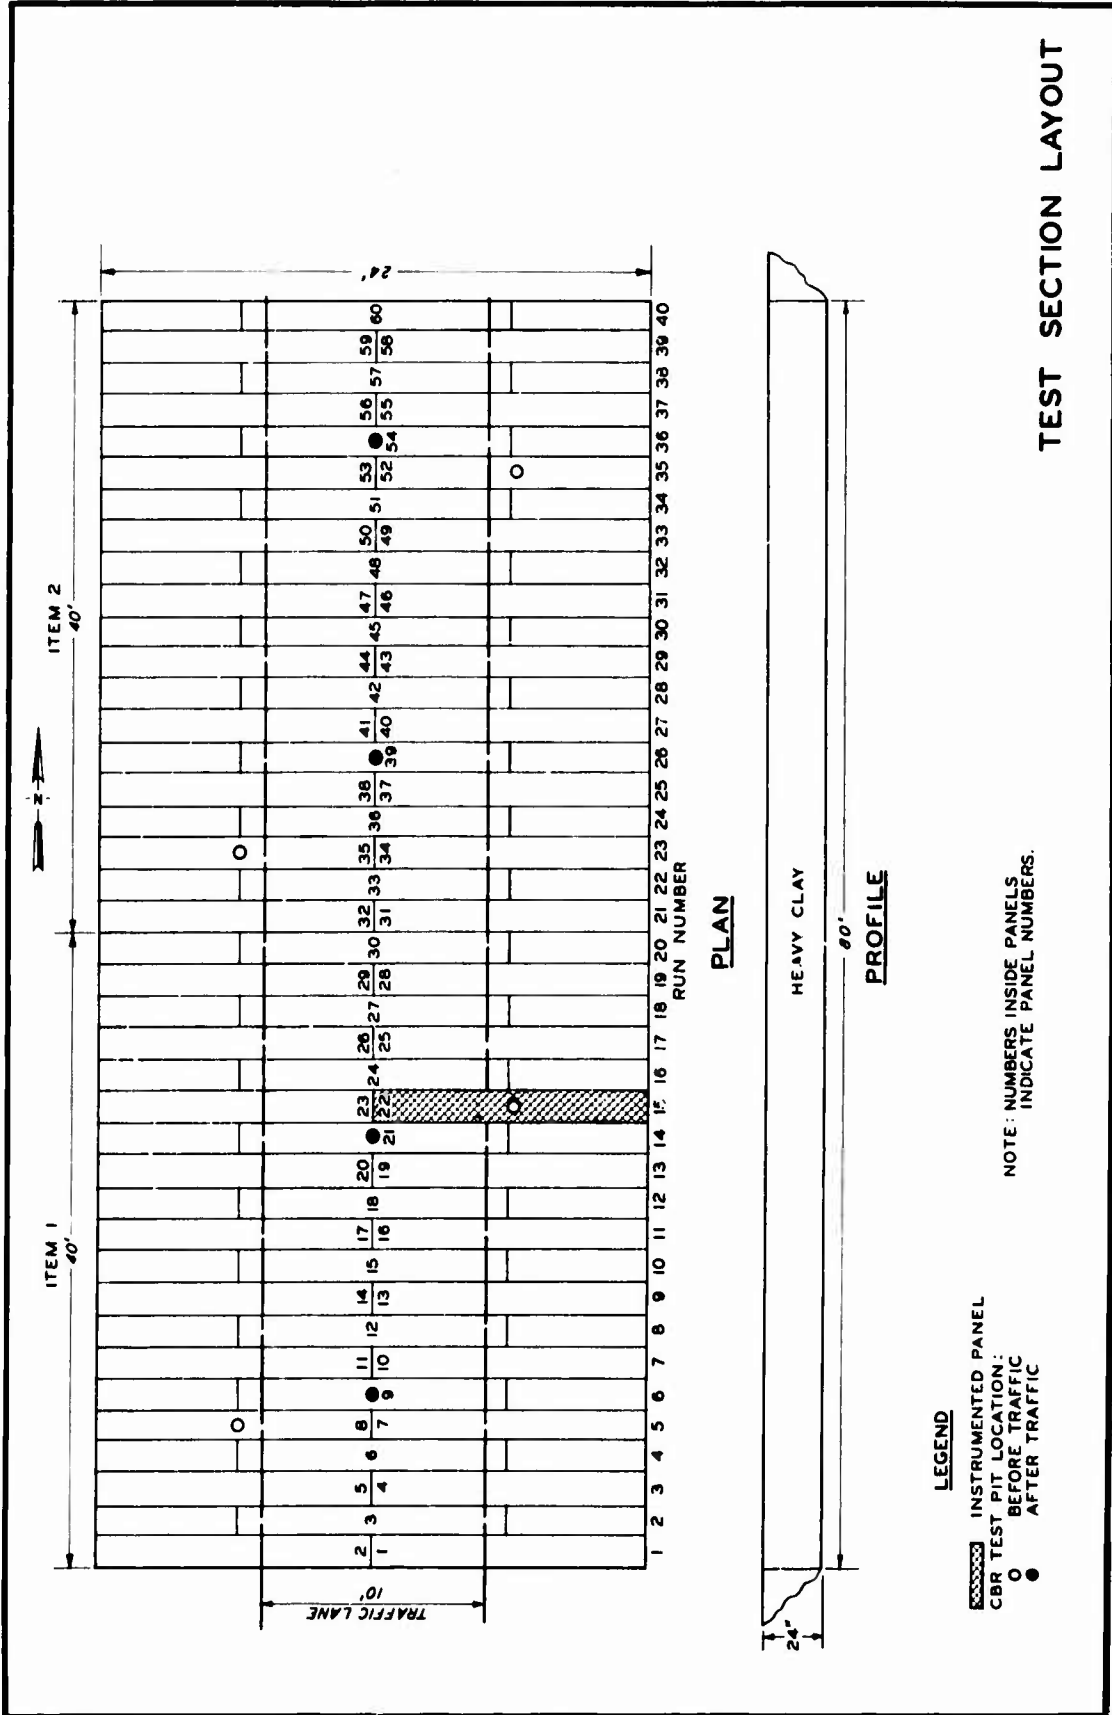 ITEM 1
40'
ITEM 2
40'
N
TRAFFIC LANE
10'
24'
2 5 8 11 14 17 20 23 26 29 32 35 38 41 44 47 50 53 56 59
3 6 9 12 15 18 21 24 27 30 33 36 39 42 45 48 51 54 57 60
1 4 7 10 13 16 19 22 25 28 31 34 37 40 43 46 49 52 55 58
1 2 3 4 5 6 7 8 9 10 11 12 13 14 15 16 17 18 19 20 21 22 23 24 25 26 27 28 29 30 31 32 33 34 35 36 37 38 39 40
RUN NUMBER
PLAN
HEAVY CLAY
24"
80'
PROFILE
LEGEND
INSTRUMENTED PANEL
CBR TEST PIT LOCATION:
BEFORE TRAFFIC
AFTER TRAFFIC
NOTE: NUMBERS INSIDE PANELS
INDICATE PANEL NUMBERS.
TEST SECTION LAYOUT